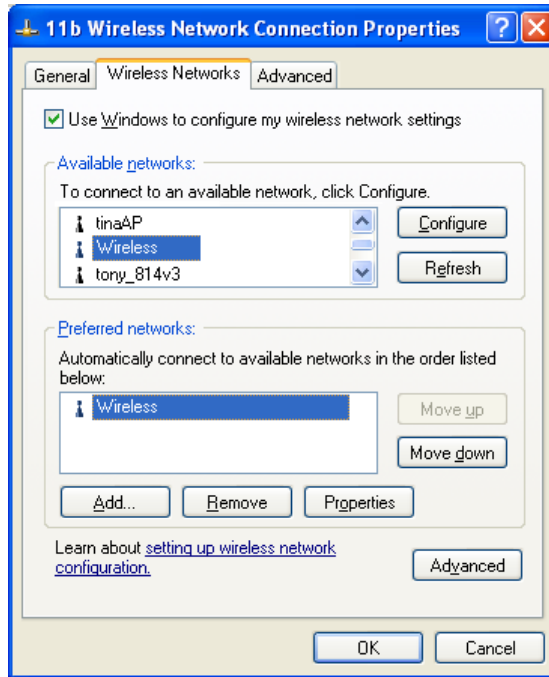 11b Wireless Network Connection Properties
General Wireless Networks Advanced
Use Windows to configure my wireless network settings
Available networks:
To connect to an available network, click Configure.
tinaAP
Wireless
tony_814v3
Configure
Refresh
Preferred networks:
Automatically connect to available networks in the order listed
below:
Wireless
Move up
Move down
Add... Remove Properties
Learn about setting up wireless network
configuration.
Advanced
OK Cancel